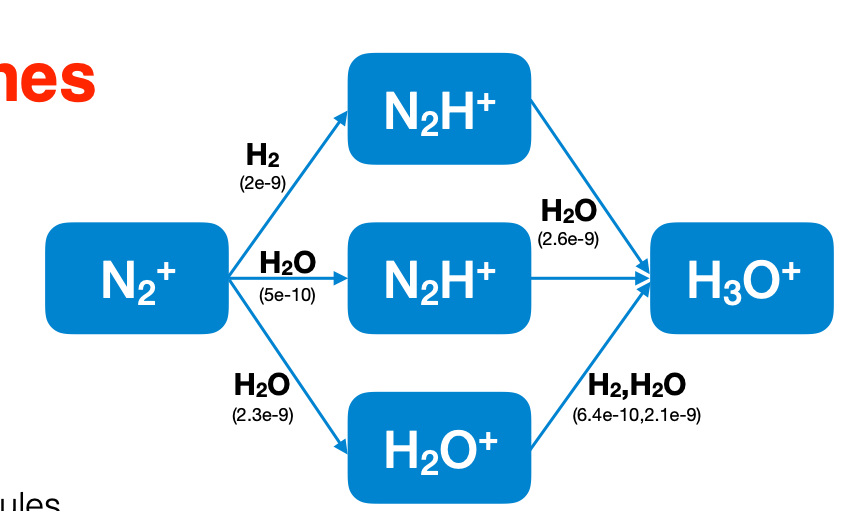 nes
N₂H⁺
H₂
(2e-9)
H₂O
(2.6e-9)
N₂⁺
H₂O
(5e-10)
N₂H⁺
H₃O⁺
H₂O
(2.3e-9)
H₂,H₂O
(6.4e-10,2.1e-9)
H₂O⁺
ules